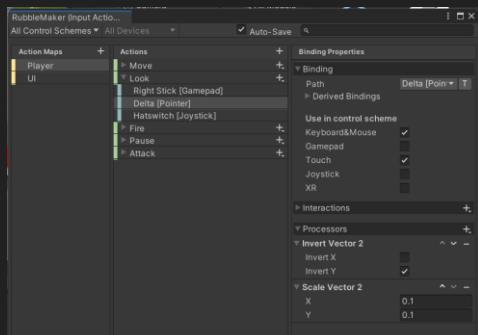 RubbleMaker (Input Actio...
All Control Schemes All Devices Auto-Save
Action Maps
Player
UI
Actions
Move
Look
Right Stick [Gamepad]
Delta [Pointer]
Hatswitch [Joystick]
Fire
Pause
Attack
Binding Properties
Binding
Path Delta [Point T
Derived Bindings
Use in control scheme
Keyboard&Mouse
Gamepad
Touch
Joystick
XR
Interactions
Processors
Invert Vector 2
Invert X
Invert Y
Scale Vector 2
X 0.1
Y 0.1